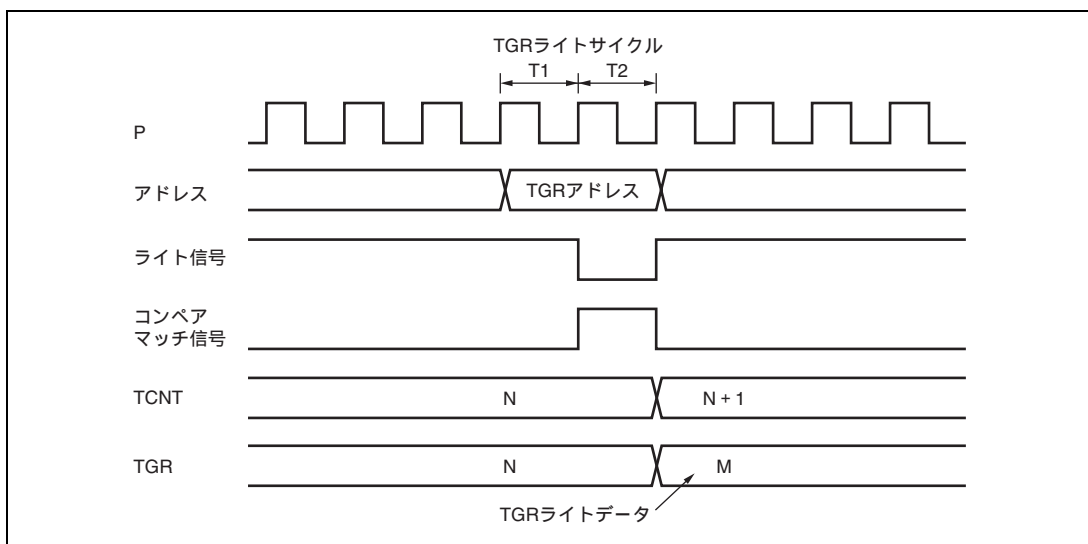 TGRライトサイクル
T1 T2
P
アドレス
TGRアドレス
ライト信号
コンペア
マッチ信号
TCNT
N
N + 1
TGR
N
M
TGRライトデータ